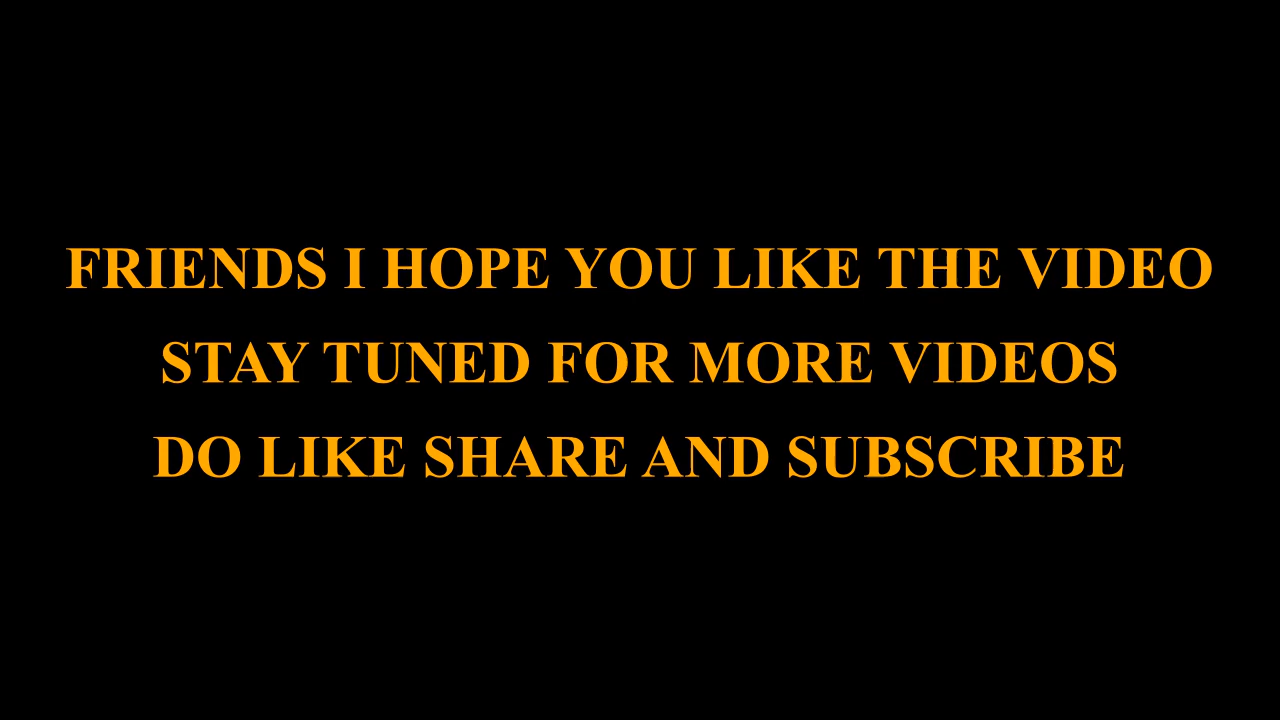 FRIENDS I HOPE YOU LIKE THE VIDEO
STAY TUNED FOR MORE VIDEOS
DO LIKE SHARE AND SUBSCRIBE